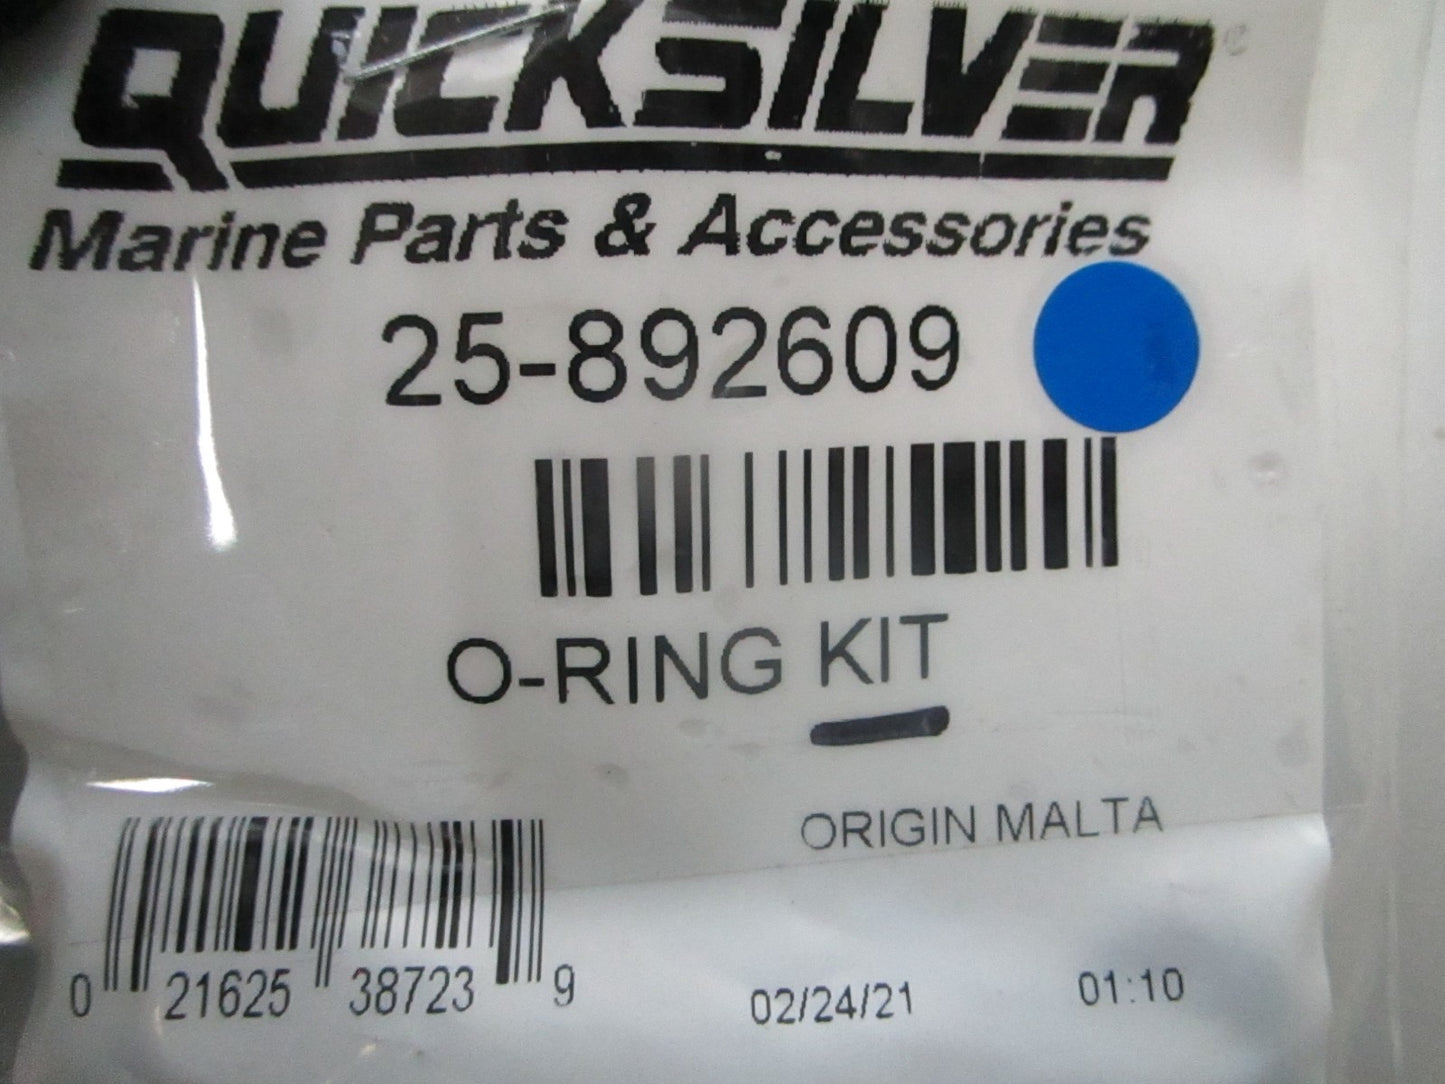 QUICKSILVER®
Marine Parts & Accessories
25-892609
O-RING KIT
ORIGIN MALTA
0 21625 38723 9
02/24/21 01:10